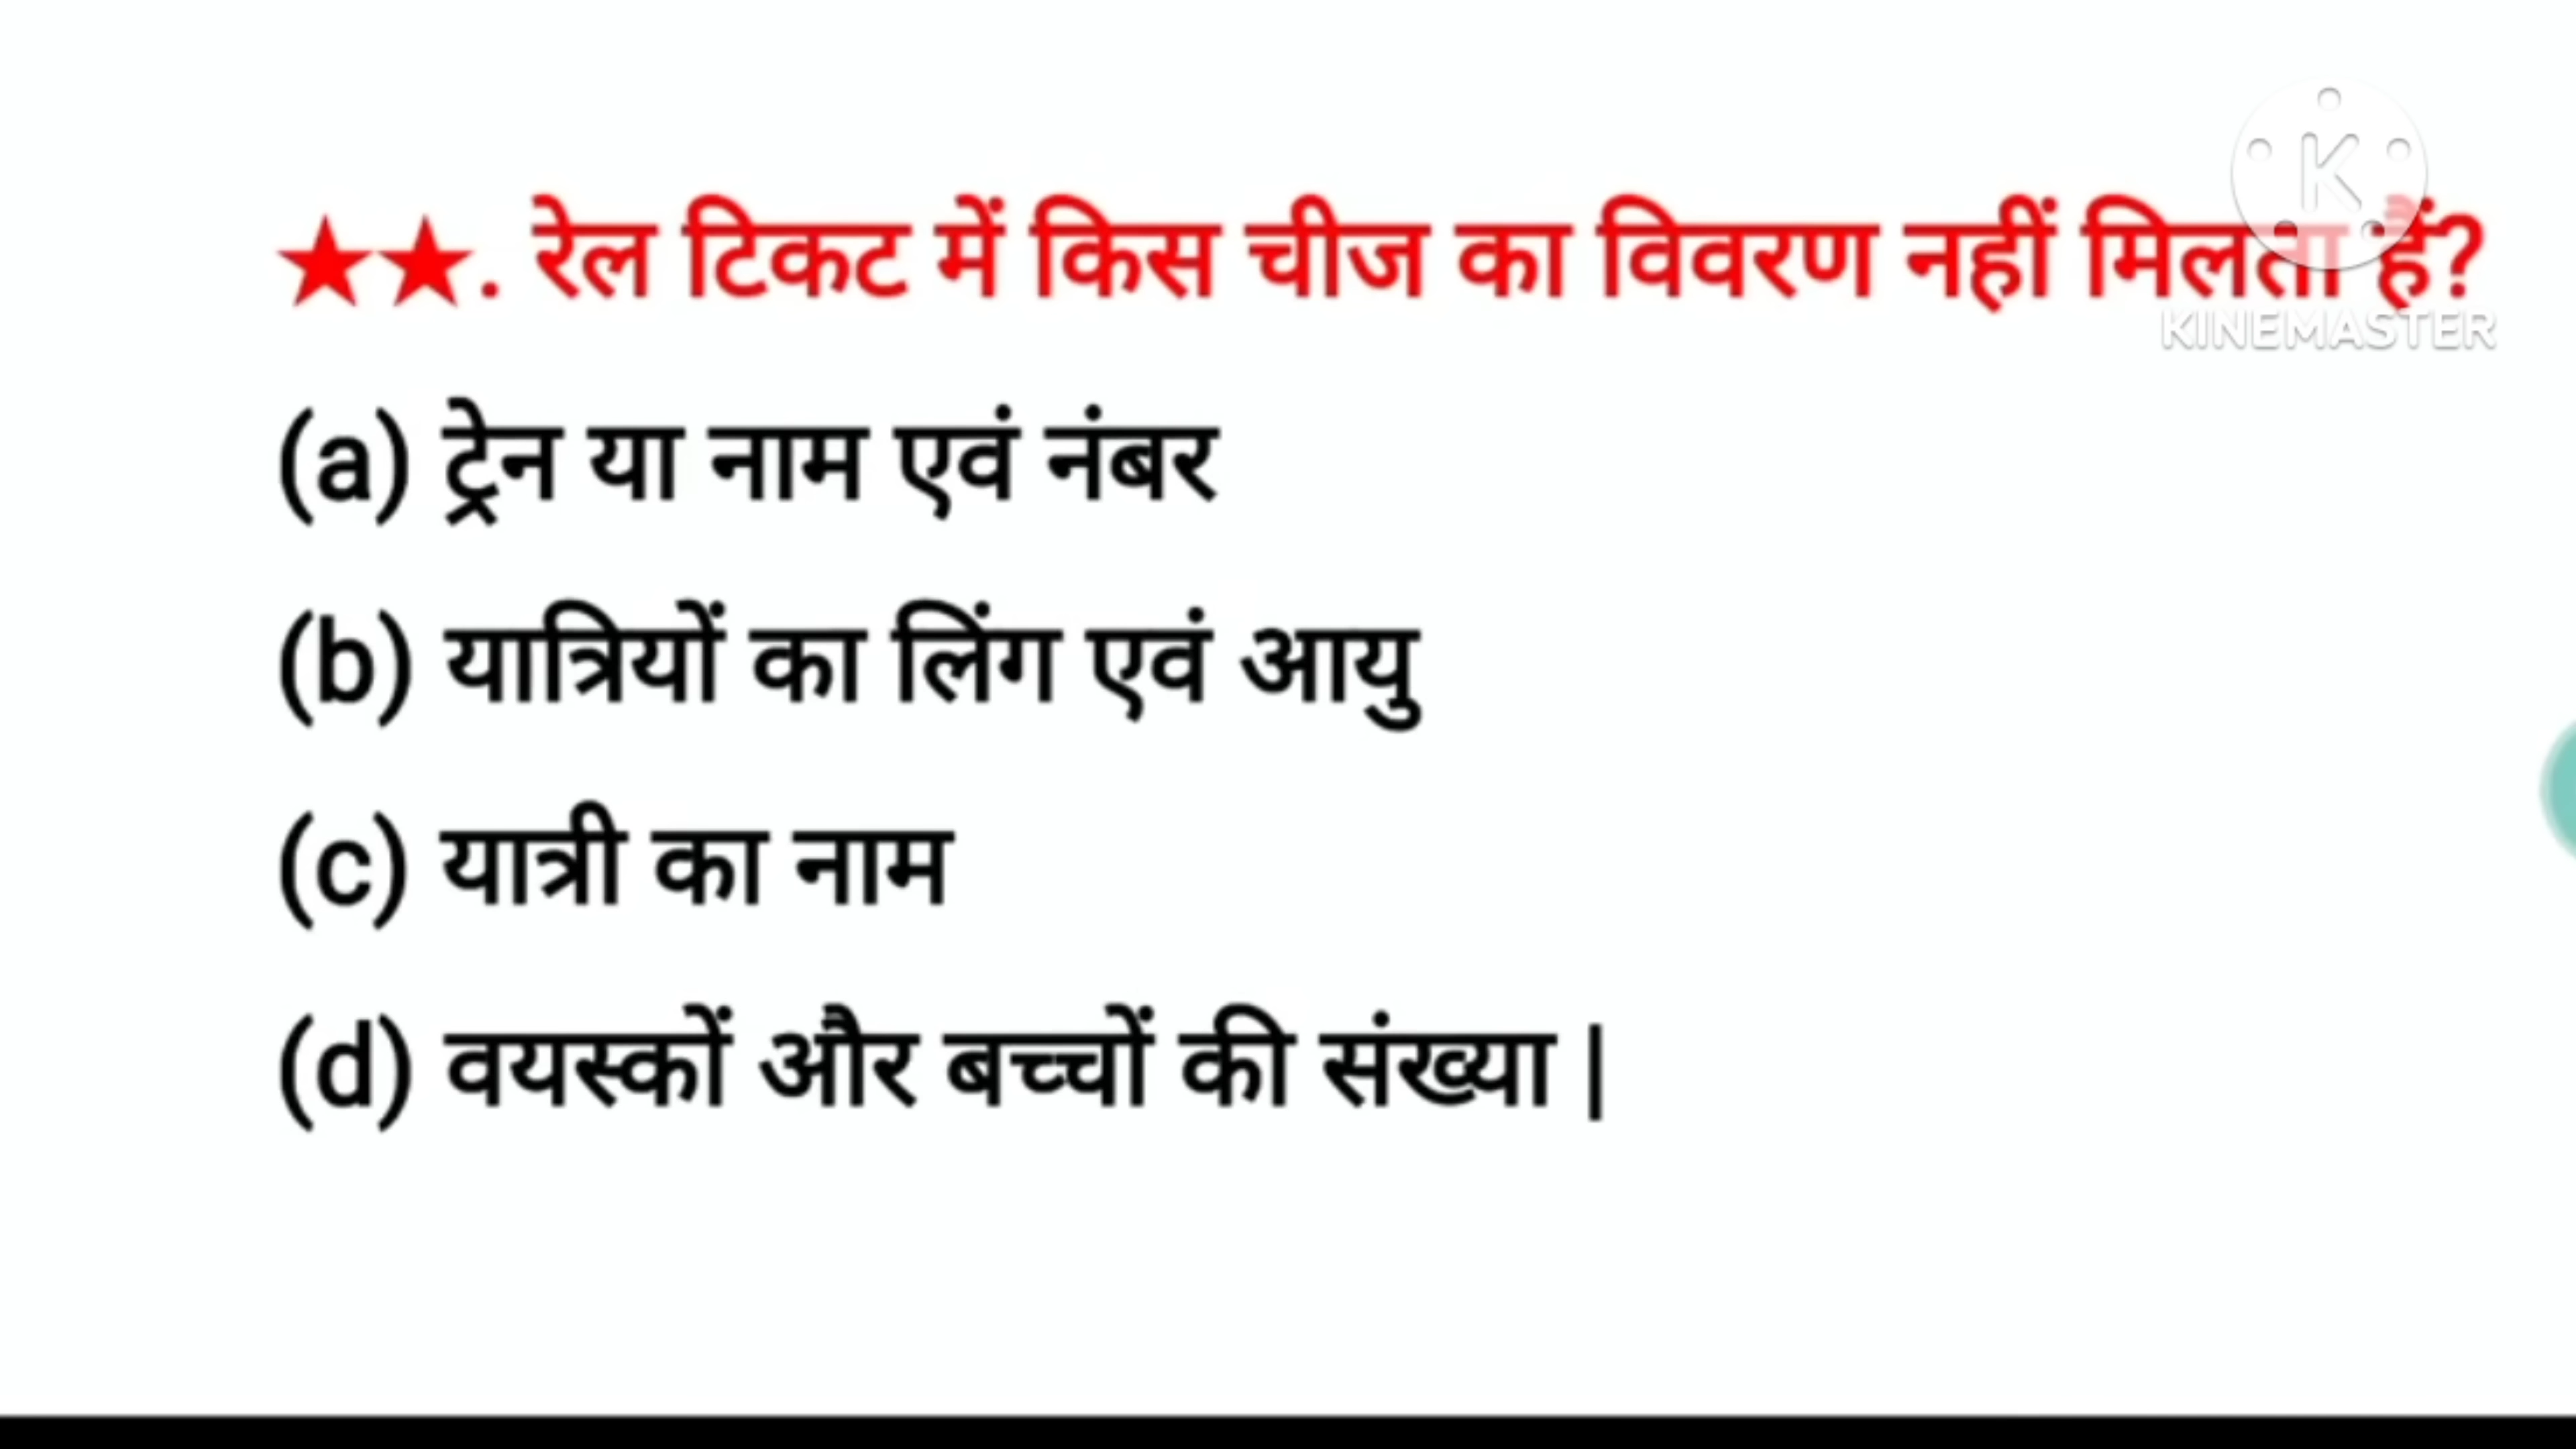 ★★. रेल टिकट में किस चीज का विवरण नहीं मिलता हैं?
K
KINEMASTER
(a) ट्रेन या नाम एवं नंबर
(b) यात्रियों का लिंग एवं आयु
(c) यात्री का नाम
(d) वयस्कों और बच्चों की संख्या |